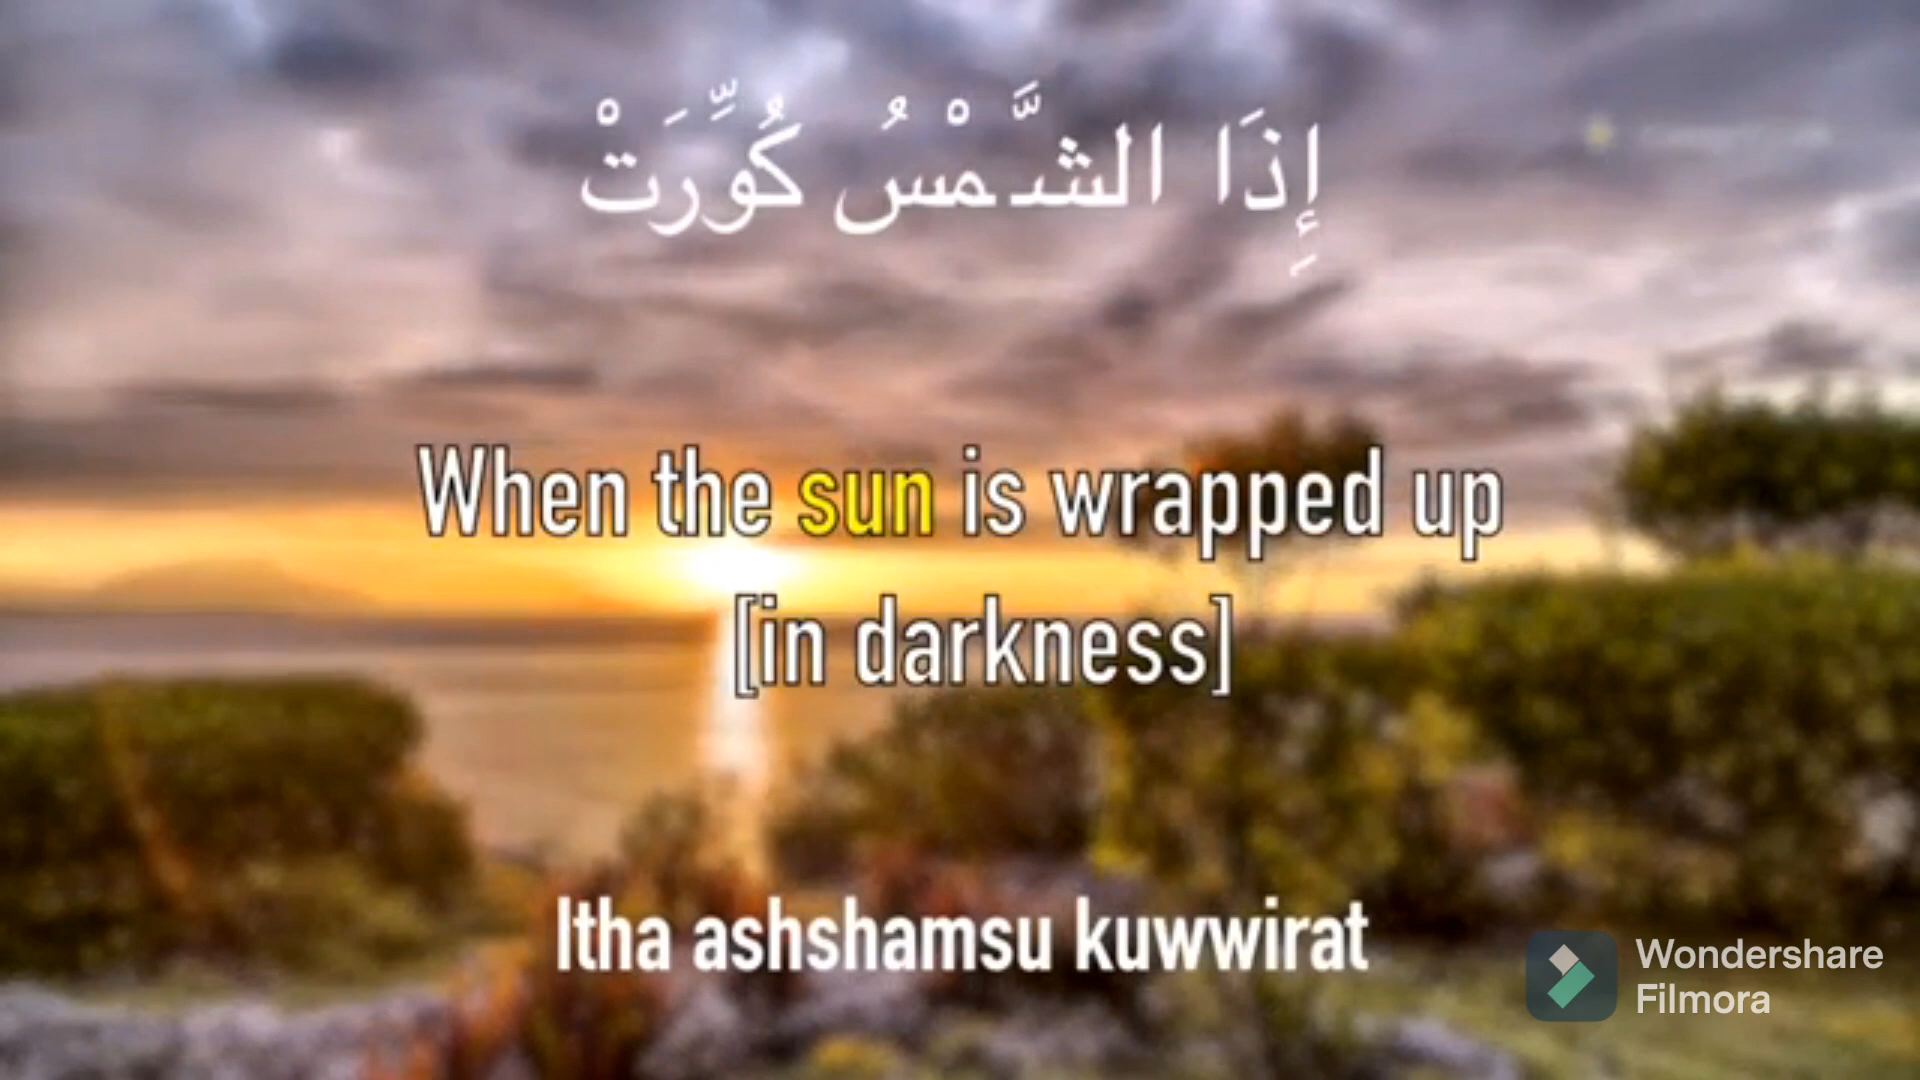 إِذَا الشَّمْسُ كُوِّرَتْ
When the sun is wrapped up
[in darkness]
Itha ashshamsu kuwwirat
Wondershare
Filmora